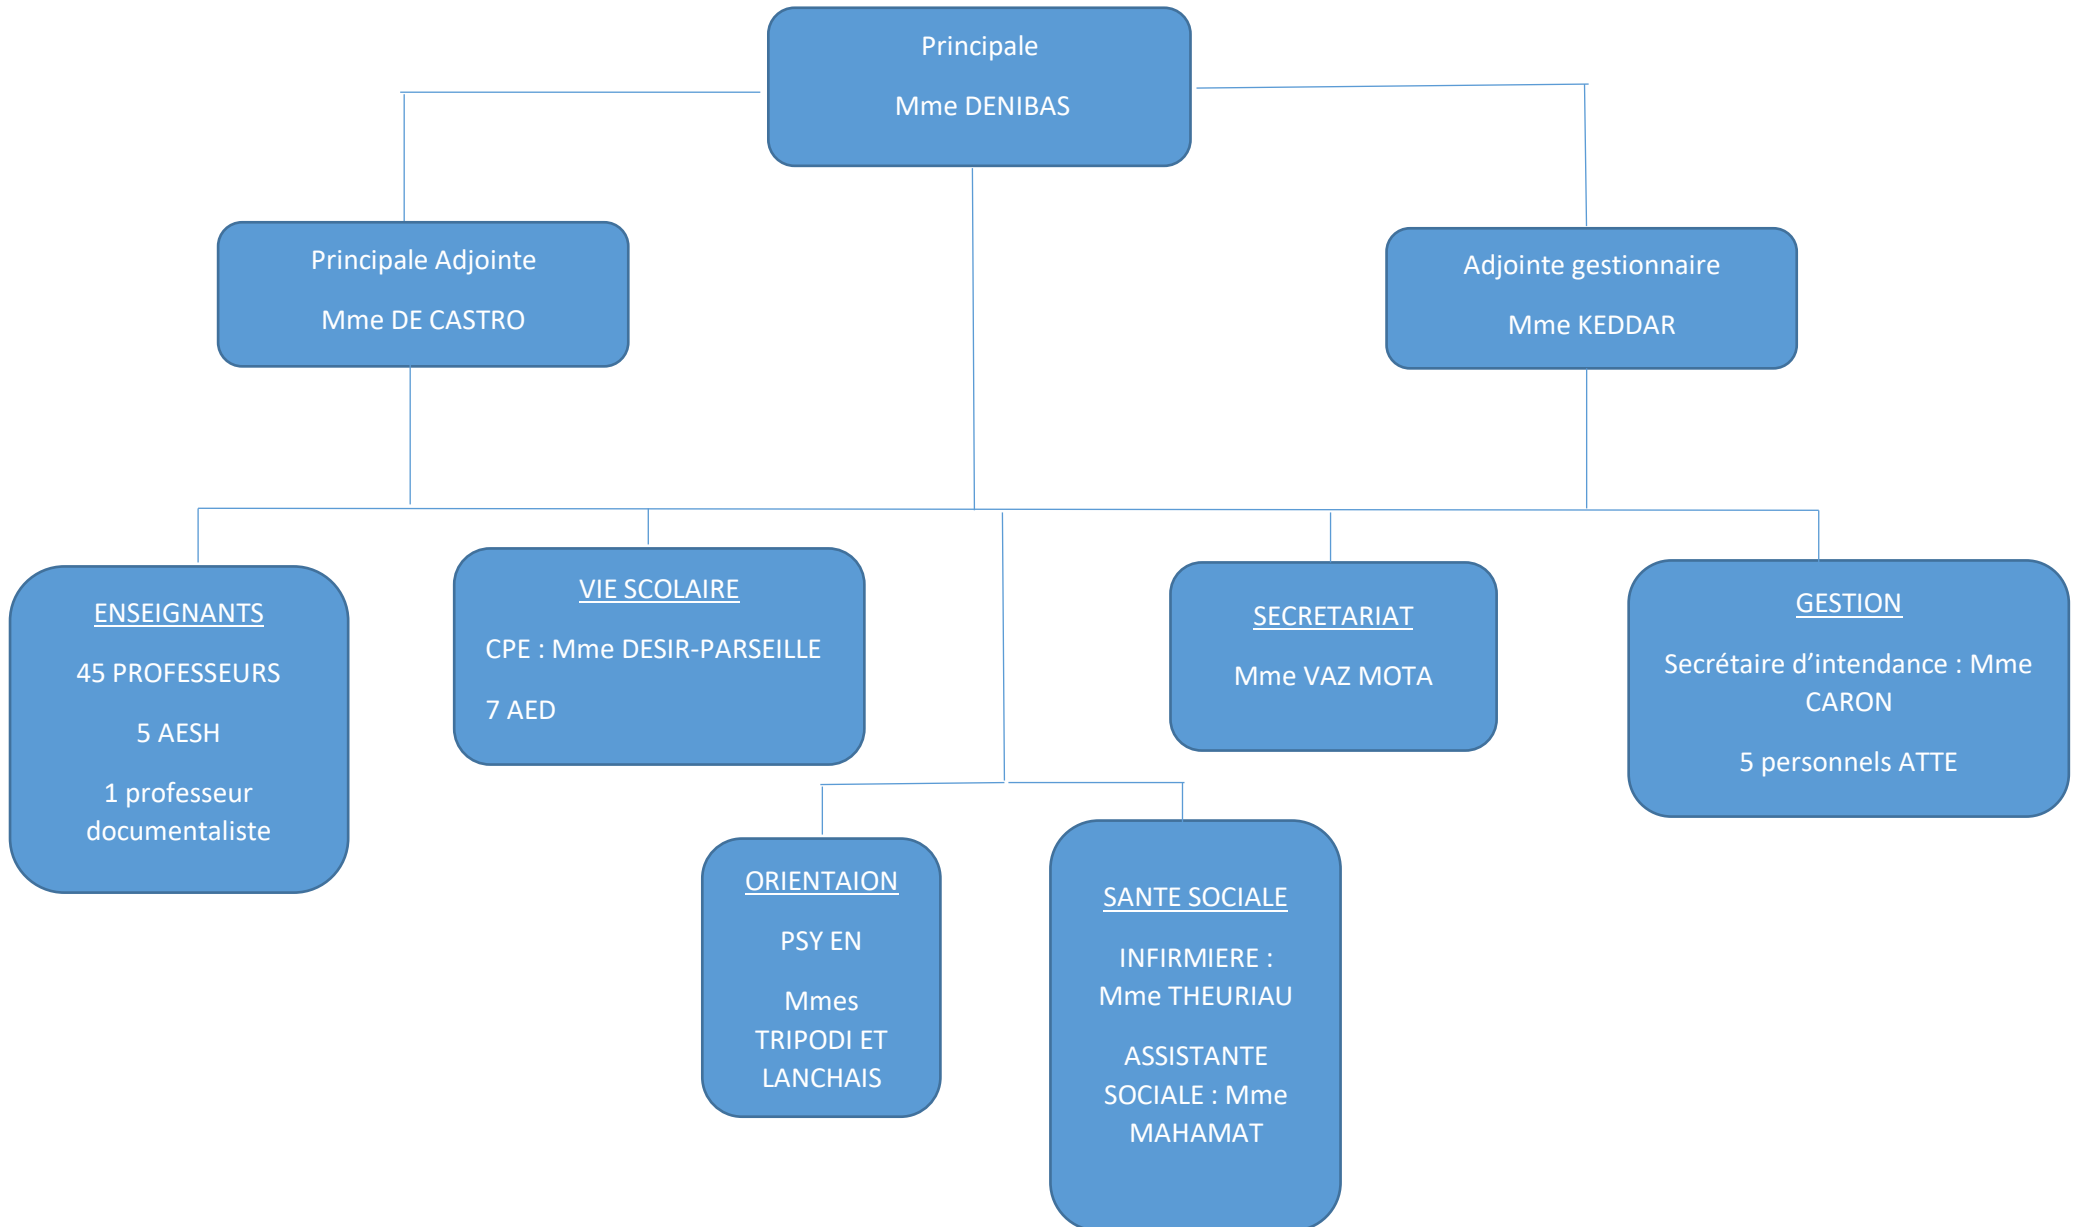 Principale
Mme DENIBAS
Principale Adjointe
Mme DE CASTRO
Adjointe gestionnaire
Mme KEDDAR
ENSEIGNANTS
45 PROFESSEURS
5 AESH
1 professeur
documentaliste
VIE SCOLAIRE
CPE : Mme DESIR-PARSEILLE
7 AED
SECRETARIAT
Mme VAZ MOTA
GESTION
Secrétaire d’intendance : Mme
CARON
5 personnels ATTE
ORIENTAION
PSY EN
Mmes
TRIPODI ET
LANCHAIS
SANTE SOCIALE
INFIRMIERE :
Mme THEURIAU
ASSISTANTE
SOCIALE : Mme
MAHAMAT